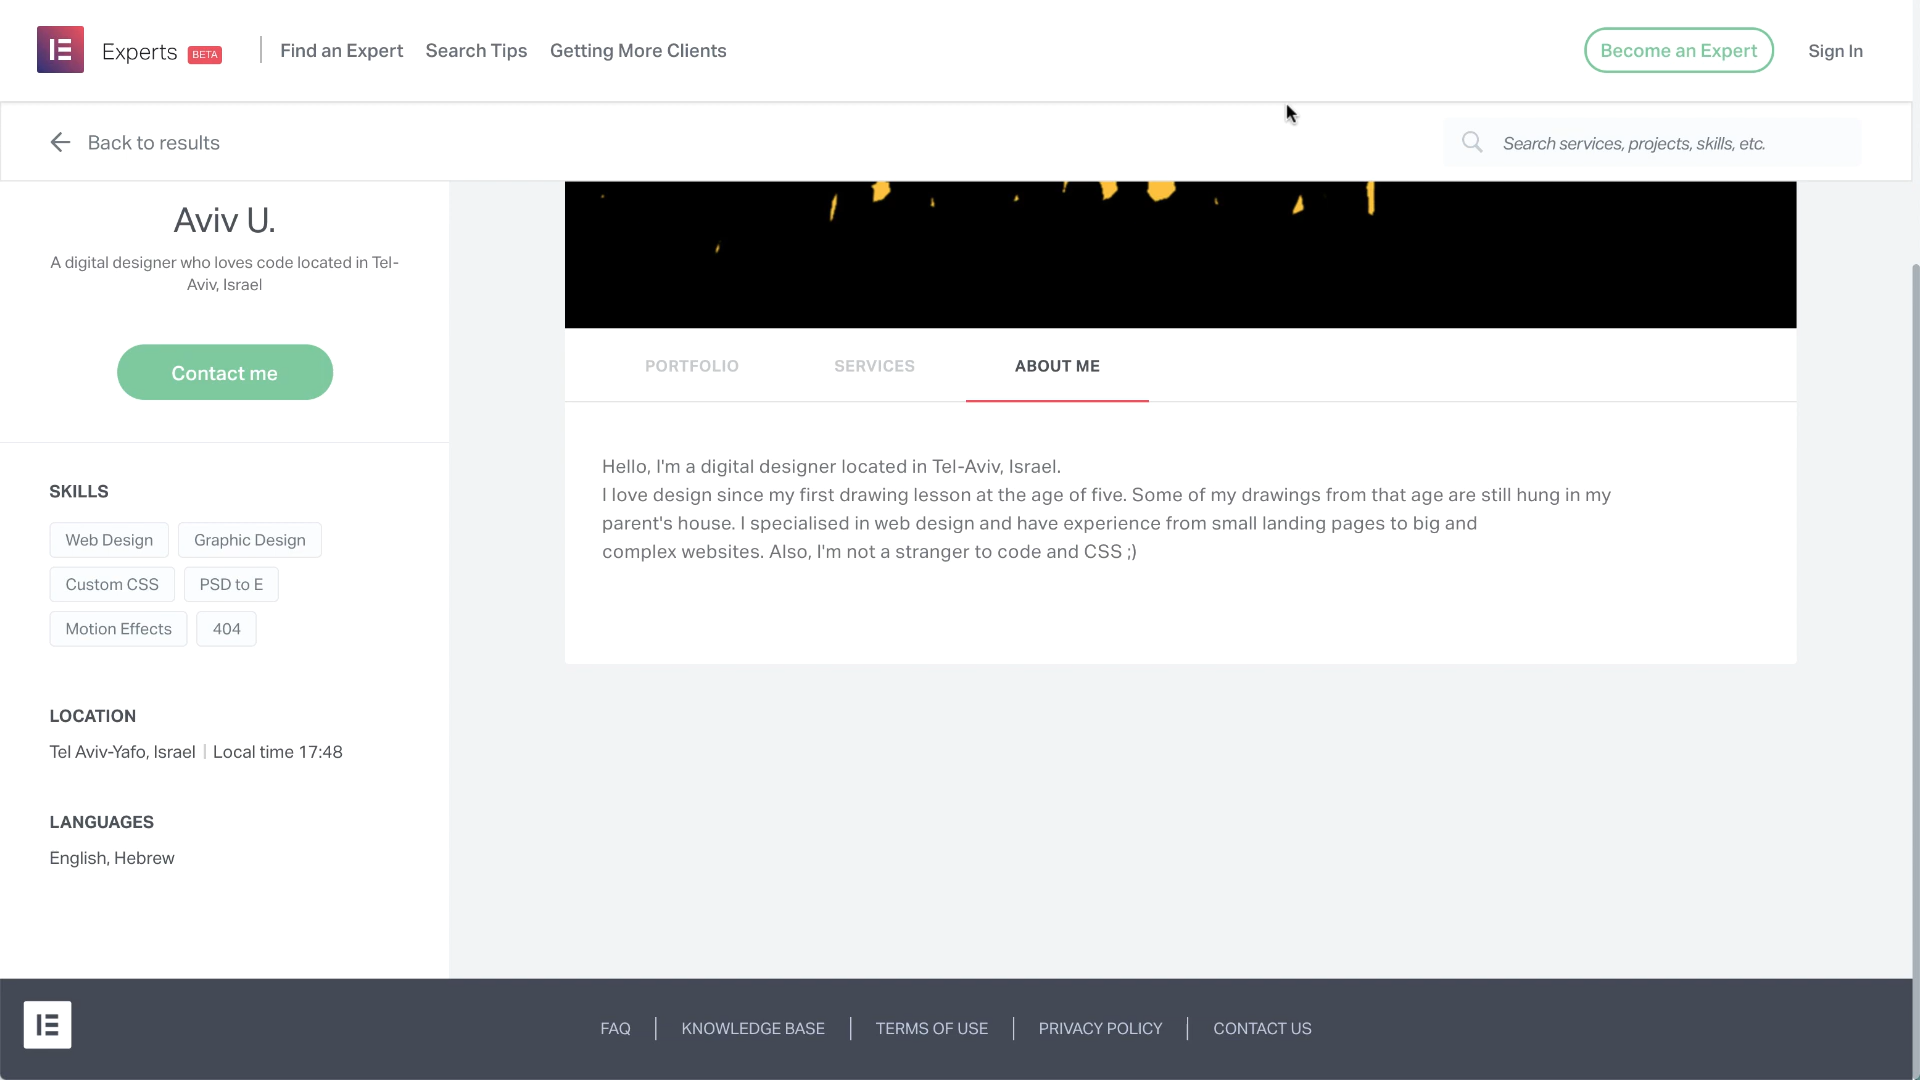 Experts BETA
Find an Expert
Search Tips
Getting More Clients
Become an Expert
Sign In
Back to results
Search services, projects, skills, etc.
Aviv U.
A digital designer who loves code located in Tel-
Aviv, Israel
Contact me
SKILLS
Web Design
Graphic Design
Custom CSS
PSD to E
Motion Effects
404
LOCATION
Tel Aviv-Yafo, Israel | Local time 17:48
LANGUAGES
English, Hebrew
PORTFOLIO
SERVICES
ABOUT ME
Hello, I'm a digital designer located in Tel-Aviv, Israel.
I love design since my first drawing lesson at the age of five. Some of my drawings from that age are still hung in my
parent's house. I specialised in web design and have experience from small landing pages to big and
complex websites. Also, I'm not a stranger to code and CSS ;)
FAQ
KNOWLEDGE BASE
TERMS OF USE
PRIVACY POLICY
CONTACT US